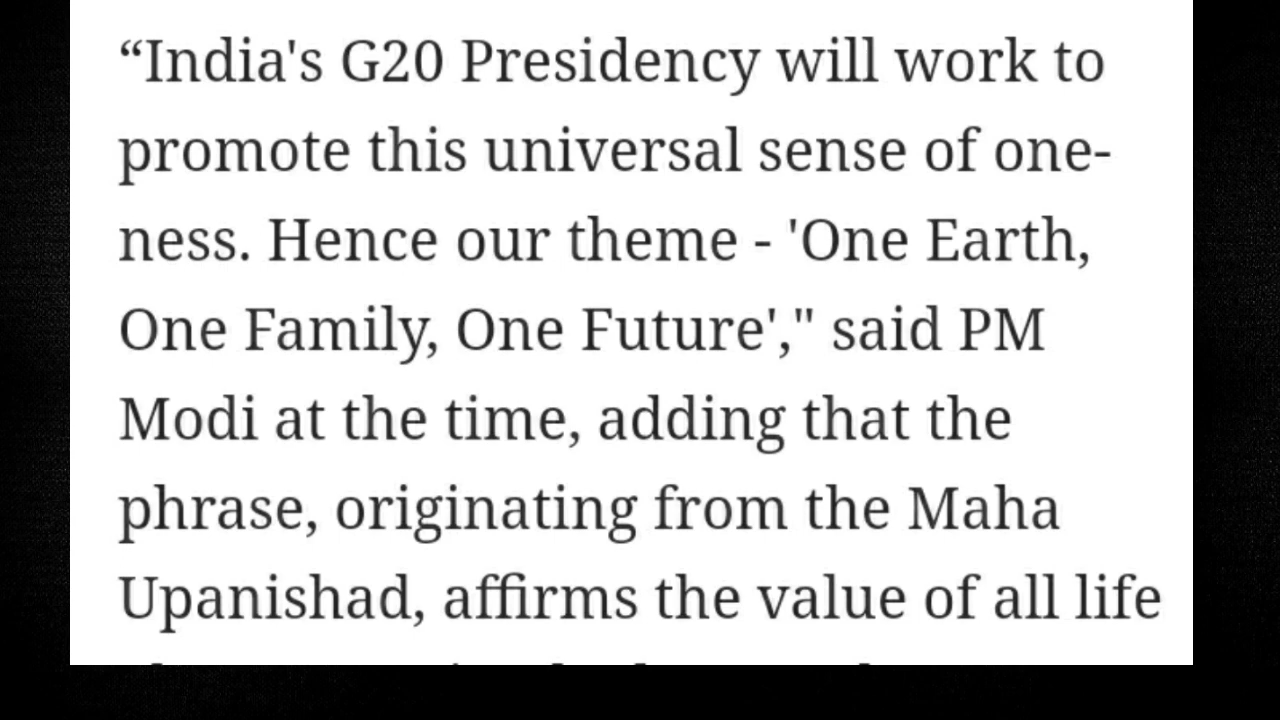 “India's G20 Presidency will work to
promote this universal sense of one-
ness. Hence our theme - 'One Earth,
One Family, One Future'," said PM
Modi at the time, adding that the
phrase, originating from the Maha
Upanishad, affirms the value of all life